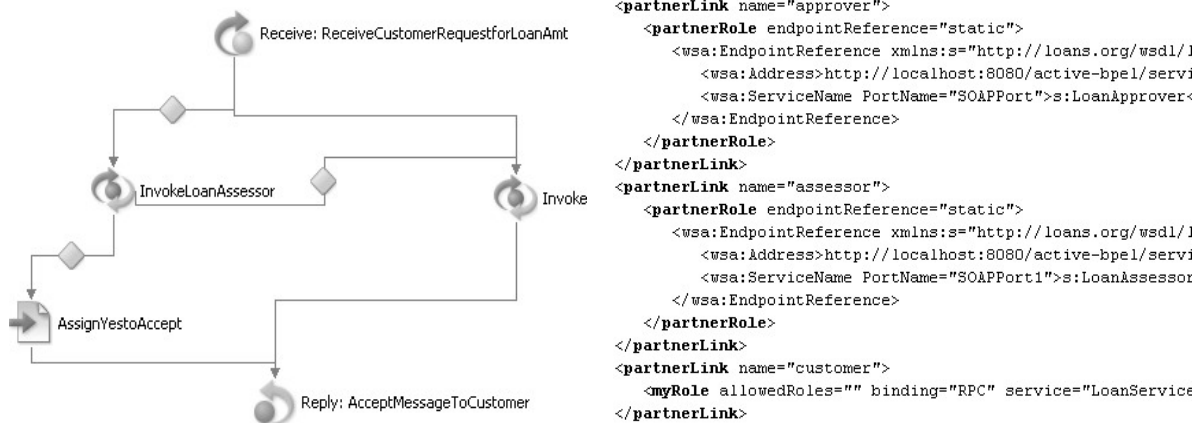 Receive: ReceiveCustomerRequestforLoanAmt
InvokeLoanAssessor
Invoke
AssignYestoAccept
Reply: AcceptMessageToCustomer
<partnerLink name="approver">
<partnerRole endpointReference="static">
<wsa:EndpointReference xmlns:s="http://loans.org/wsdl/
<wsa:Address>http://localhost:8080/active-bpel/servi
<wsa:ServiceName PortName="SOAPPort">s:LoanApprover<
</wsa:EndpointReference>
</partnerRole>
</partnerLink>
<partnerLink name="assessor">
<partnerRole endpointReference="static">
<wsa:EndpointReference xmlns:s="http://loans.org/wsdl/
<wsa:Address>http://localhost:8080/active-bpel/servi
<wsa:ServiceName PortName="SOAPPort1">s:LoanAssessor
</wsa:EndpointReference>
</partnerRole>
</partnerLink>
<partnerLink name="customer">
<myRole allowedRoles="" binding="RPC" service="LoanService
</partnerLink>